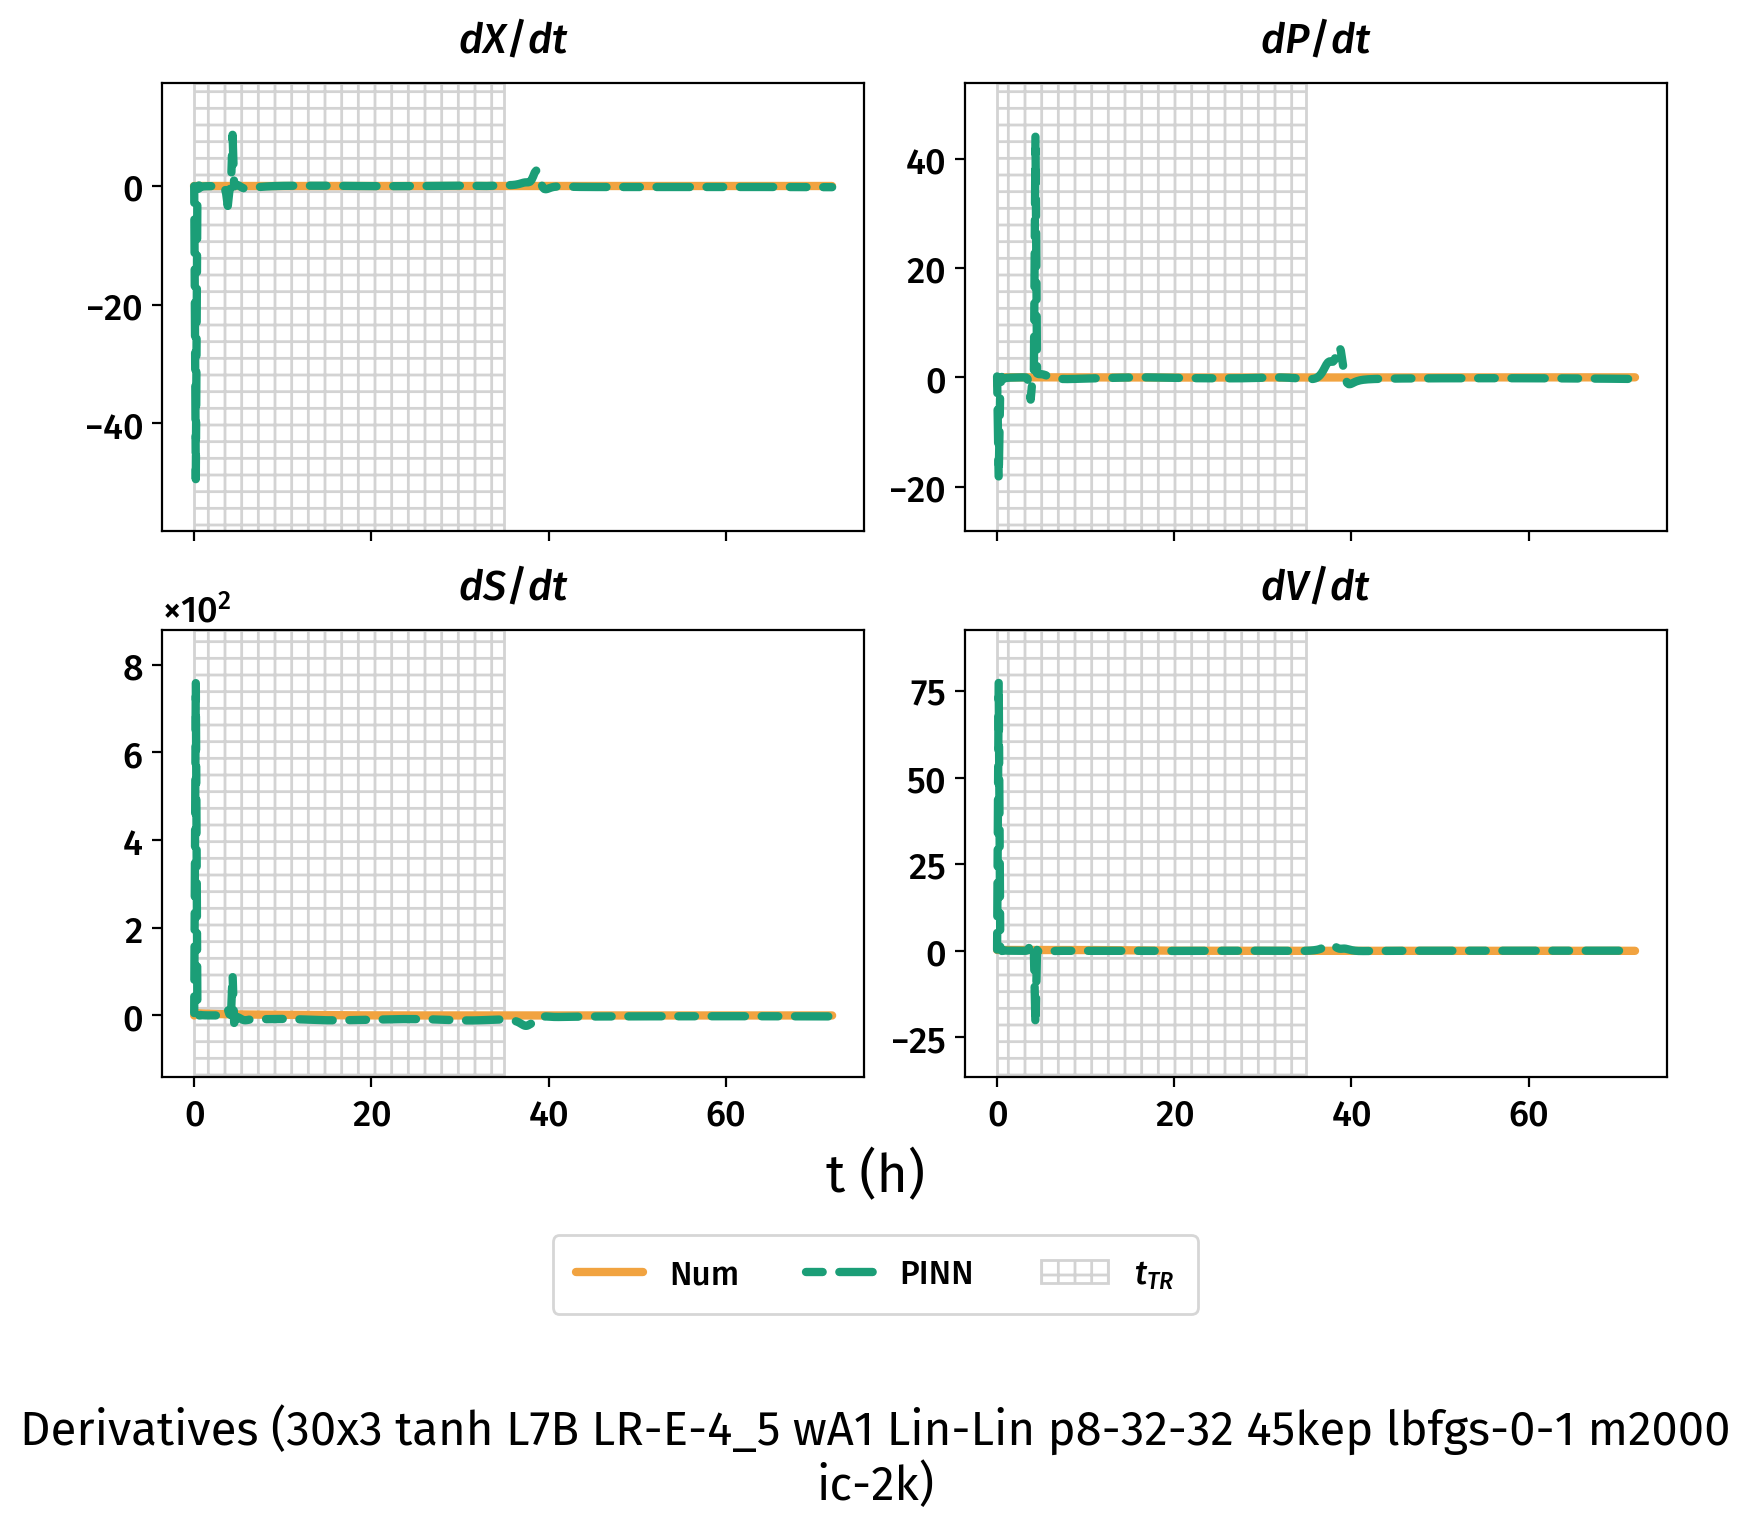 dX/dt
dP/dt
0
−20
−40
40
20
0
−20
dS/dt
dV/dt
×10²
8
6
4
2
0
75
50
25
0
−25
0 20 40 60
0 20 40 60
t (h)
Num PINN t_TR
Derivatives (30x3 tanh L7B LR-E-4_5 wA1 Lin-Lin p8-32-32 45kep lbfgs-0-1 m2000
ic-2k)